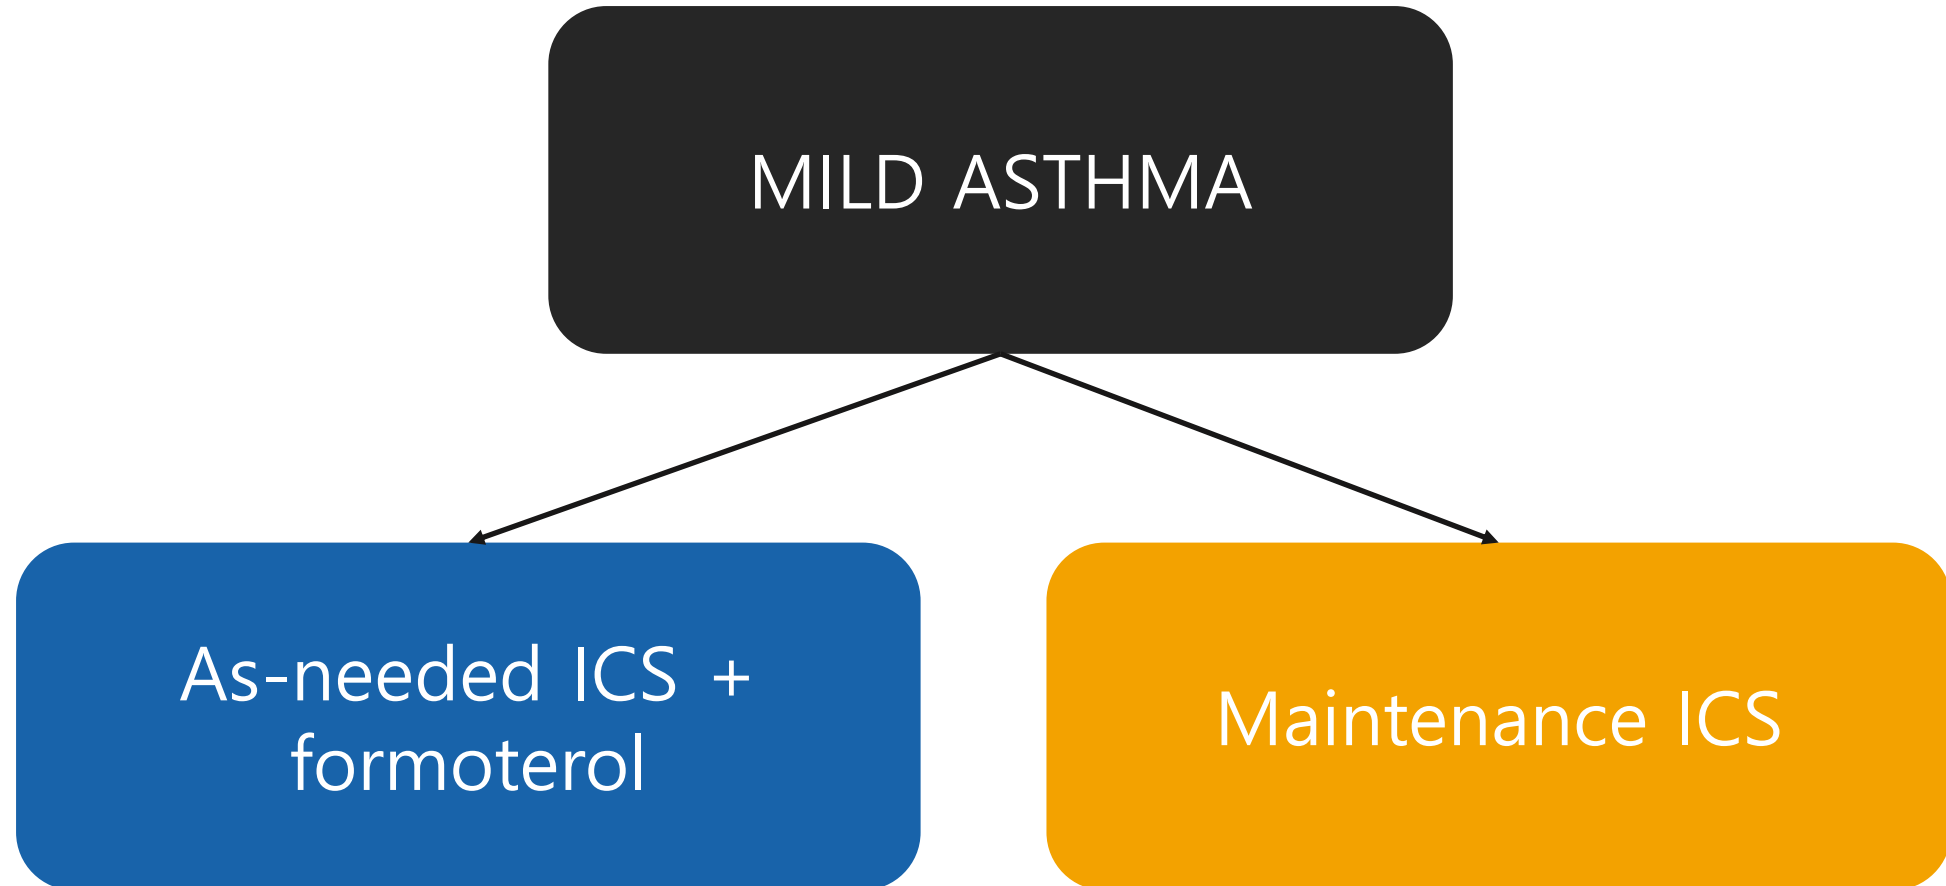 MILD ASTHMA
As-needed ICS +
formoterol
Maintenance ICS